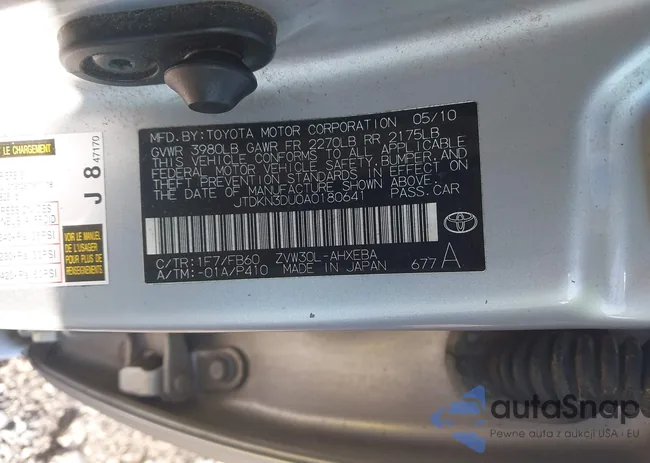 MFD.BY:TOYOTA MOTOR CORPORATION 05/10
GVWR 3980LB GAWR FR 2270LB RR 2175LB
THIS VEHICLE CONFORMS TO ALL APPLICABLE
FEDERAL MOTOR VEHICLE SAFETY, BUMPER, AND
THEFT PREVENTION STANDARDS IN EFFECT ON
THE DATE OF MANUFACTURE SHOWN ABOVE.
JTDKN3DU0A0180641 PASS.CAR
C/TR: 1F7/FB60 ZVW30L-AHXEBA
A/TM: -01A/P410 MADE IN JAPAN 677 A
LE CHARGEMENT
J 8 47170
VOIR LE MANUEL
DE L'USAGER
POUR PLUS DE
RENSEIGNEMENTS
autaSnap
Pewne auta z aukcji USA i EU